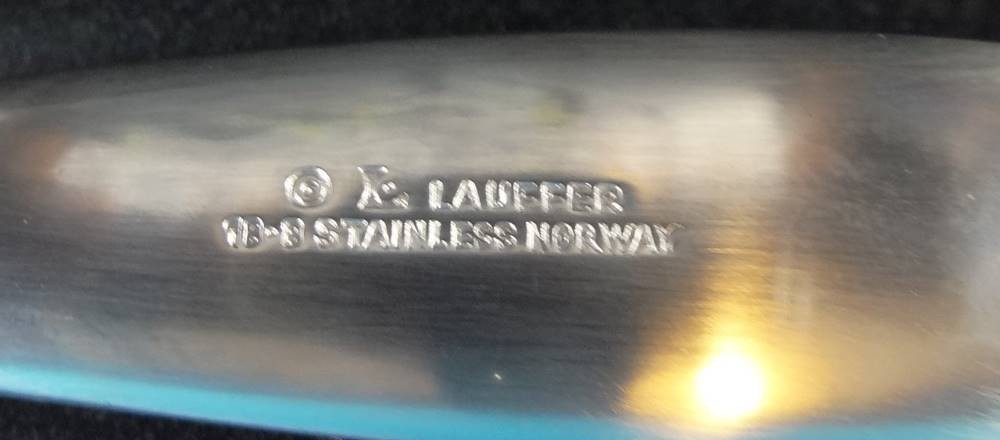 © L LAUFFER
18-8 STAINLESS NORWAY